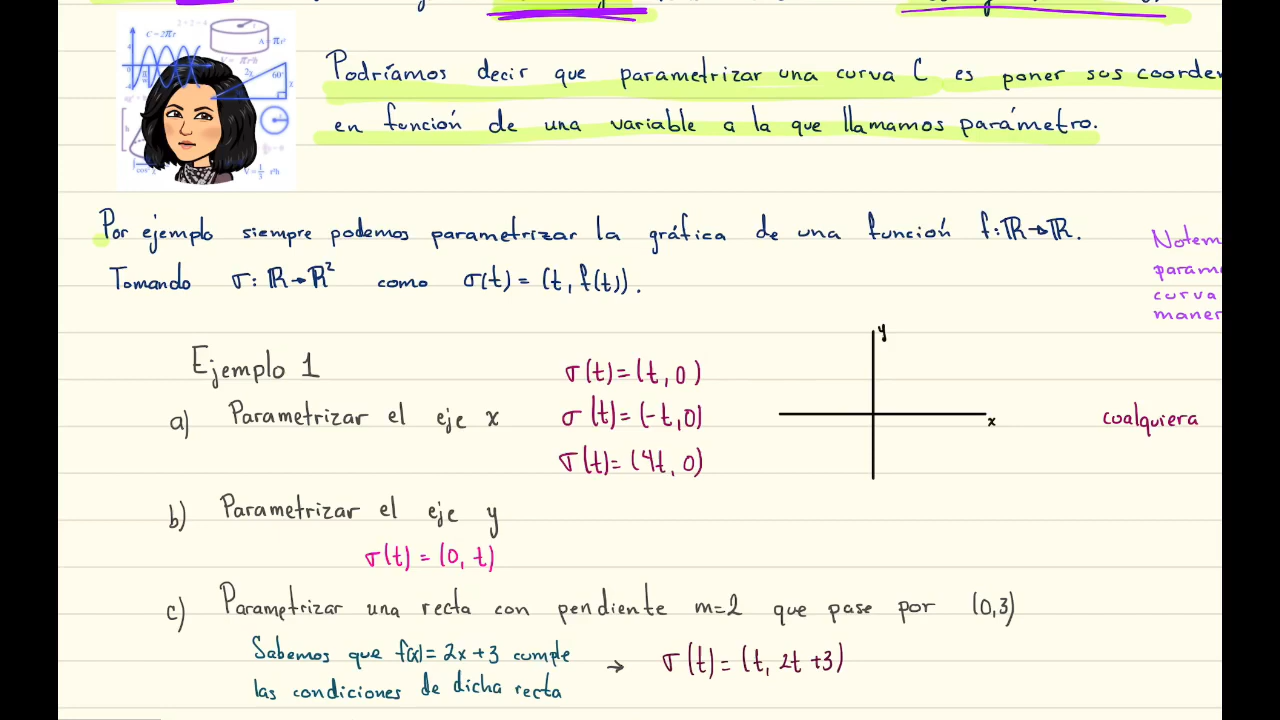 C=2πr
A=πr²
60°
Podríamos decir que parametrizar una curva C es poner sus coorden
en función de una variable a la que llamamos parámetro.
Por ejemplo siempre podemos parametrizar la gráfica de una función f: ℝ→ℝ.
Tomando σ: ℝ→ℝ² como σ(t) = (t, f(t)).
Notem
param
curva
maner
Ejemplo 1
σ(t)=(t,0)
y
x
a) Parametrizar el eje x
σ(t)=(-t,0)
cualquiera
σ(t)=(4t,0)
b) Parametrizar el eje y
σ(t) = (0, t)
c) Parametrizar una recta con pendiente m=2 que pase por (0,3)
Sabemos que f(x)= 2x+3 cumple
las condiciones de dicha recta
→ σ(t)=(t, 2t+3)